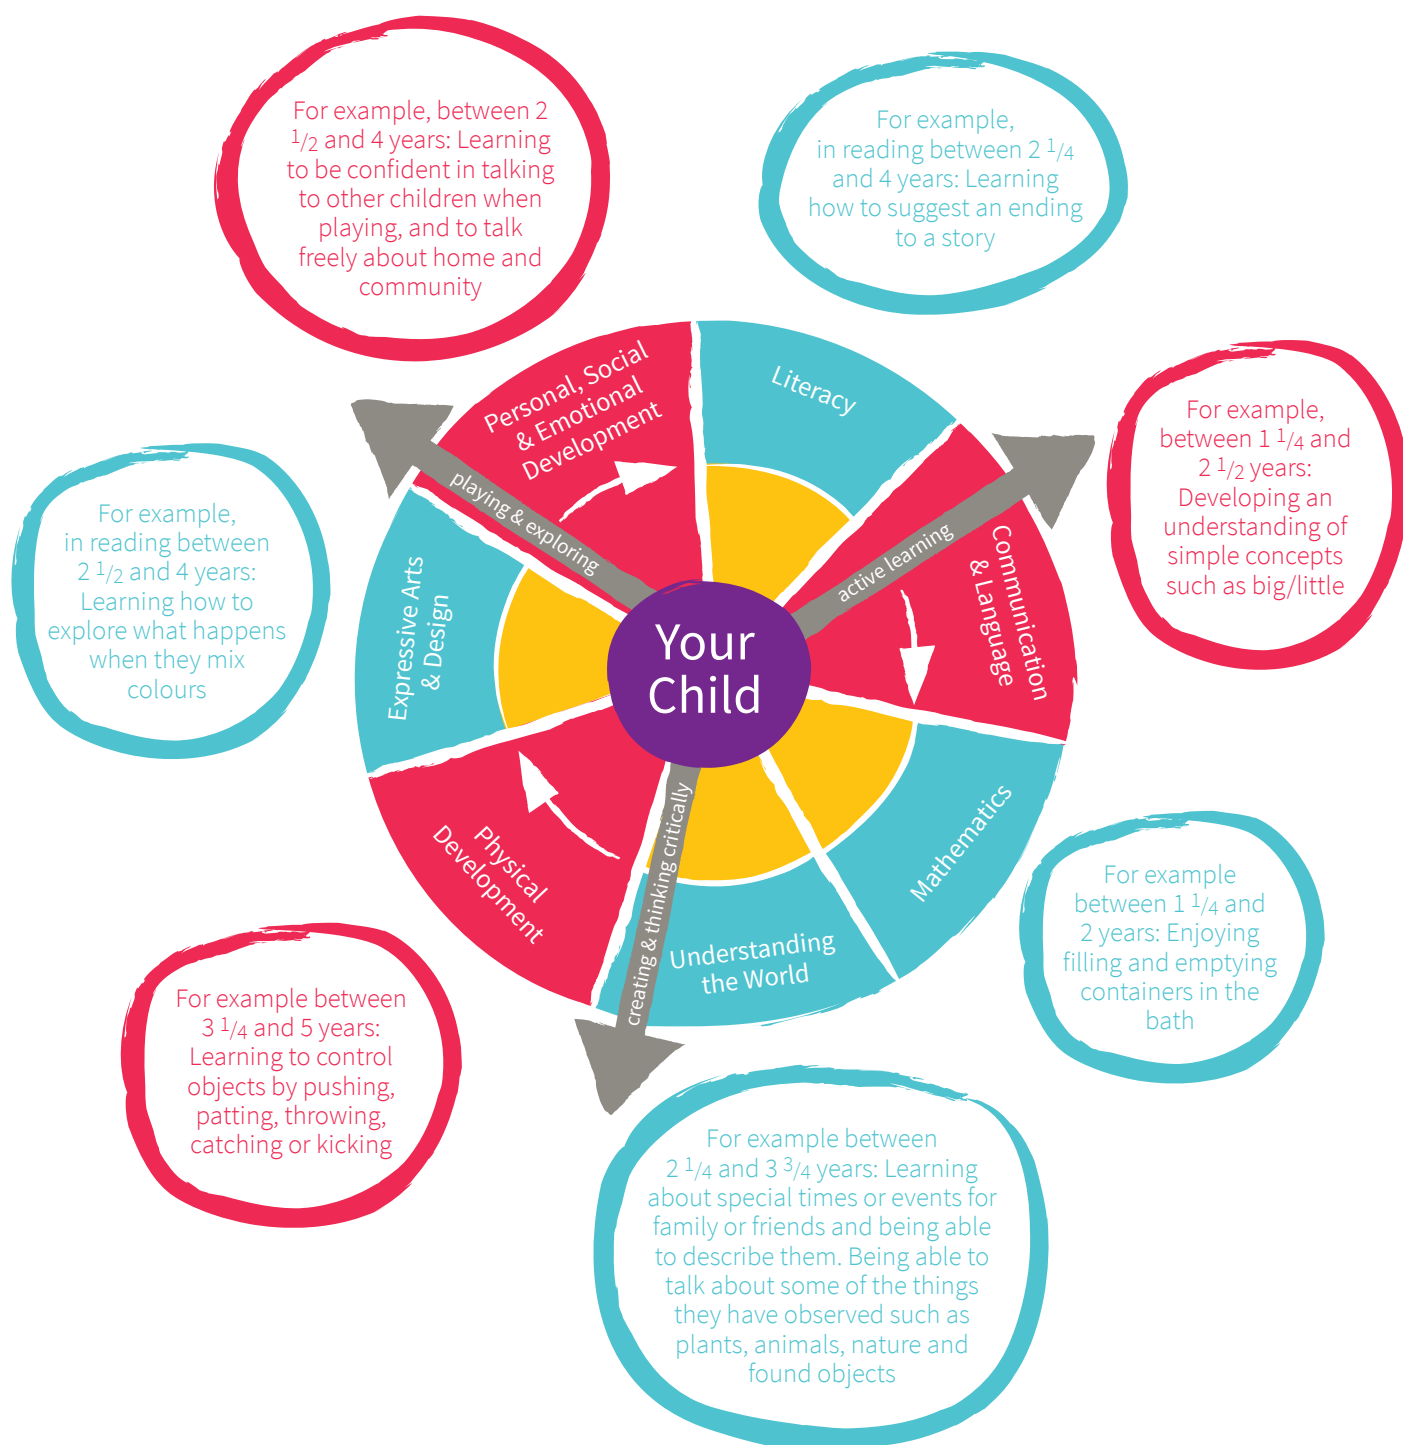 For example, between 2
1/2 and 4 years: Learning
to be confident in talking
to other children when
playing, and to talk
freely about home and
community
For example,
in reading between 2 1/4
and 4 years: Learning
how to suggest an ending
to a story
For example,
between 1 1/4 and
2 1/2 years:
Developing an
understanding of
simple concepts
such as big/little
For example,
in reading between
2 1/2 and 4 years:
Learning how to
explore what happens
when they mix
colours
Personal, Social
& Emotional
Development
Literacy
Communication
& Language
Mathematics
Understanding
the World
Physical
Development
Expressive Arts
& Design
playing & exploring
active learning
creating & thinking critically
Your
Child
For example
between 1 1/4 and
2 years: Enjoying
filling and emptying
containers in the
bath
For example between
3 1/4 and 5 years:
Learning to control
objects by pushing,
patting, throwing,
catching or kicking
For example between
2 1/4 and 3 3/4 years: Learning
about special times or events for
family or friends and being able
to describe them. Being able to
talk about some of the things
they have observed such as
plants, animals, nature and
found objects